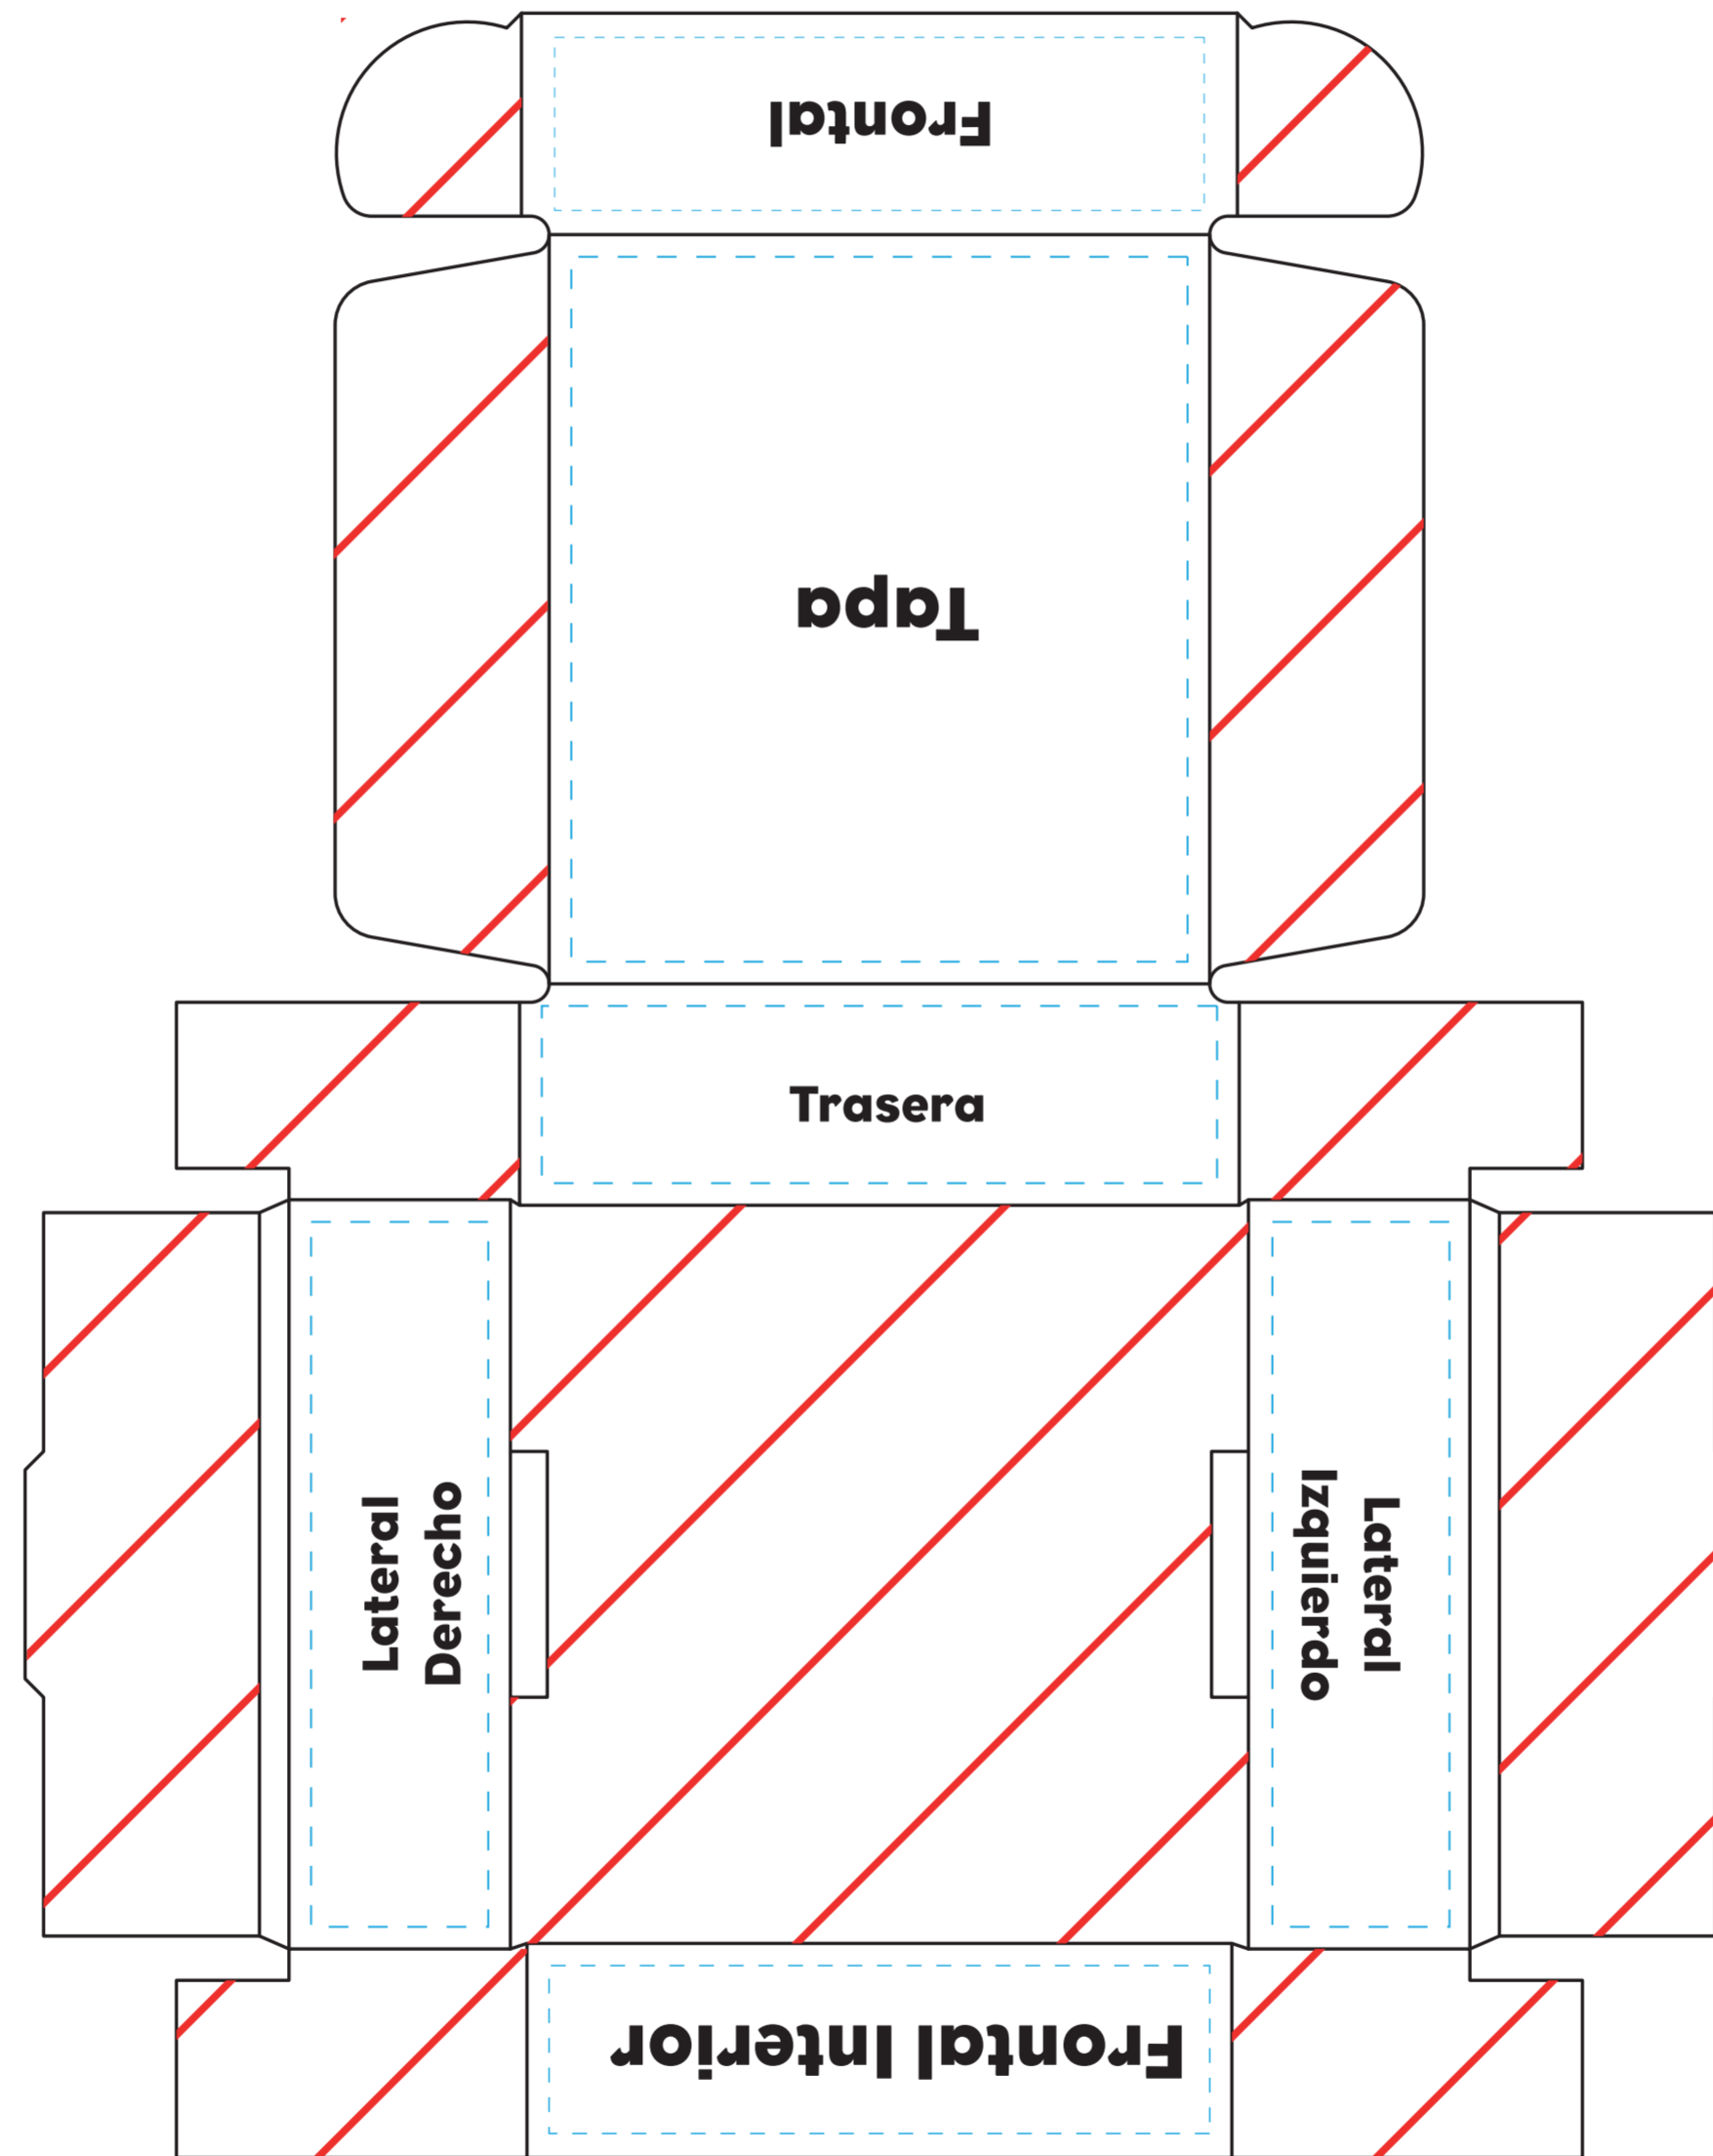 Frontal
Tapa
Trasera
Lateral
Derecho
Lateral
Izquierdo
Frontal Interior